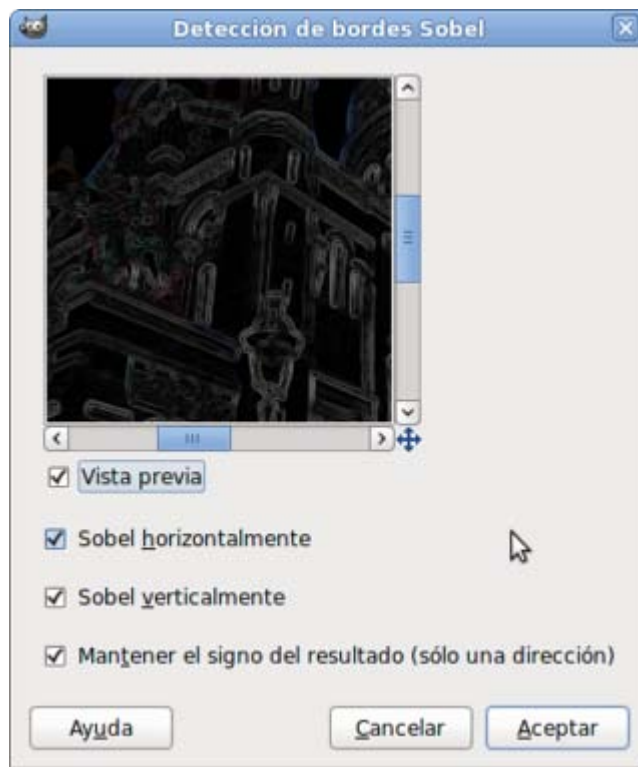 Detección de bordes Sobel
Vista previa
Sobel horizontalmente
Sobel verticalmente
Mantener el signo del resultado (sólo una dirección)
Ayuda
Cancelar
Aceptar